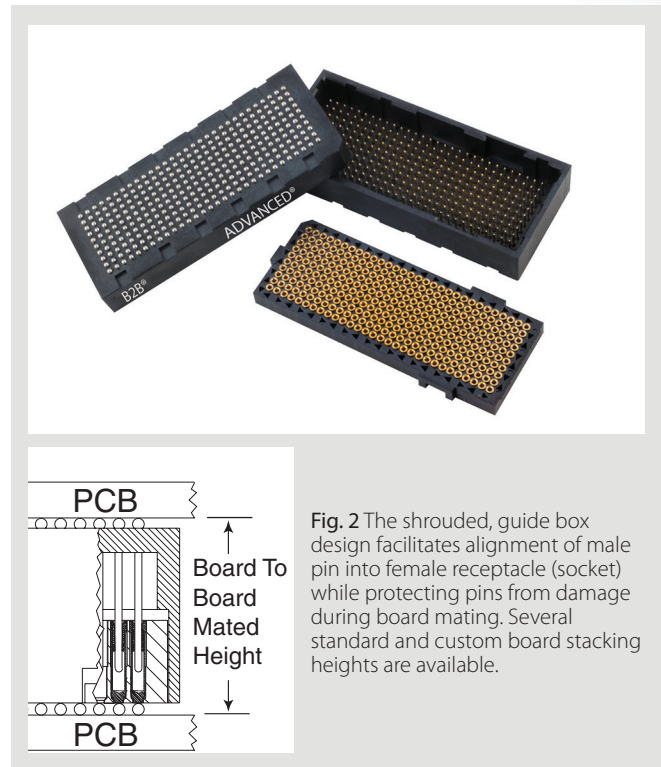 ADVANCED®
B2B®
PCB
Board To
Board
Mated
Height
PCB
Fig. 2 The shrouded, guide box
design facilitates alignment of male
pin into female receptacle (socket)
while protecting pins from damage
during board mating. Several
standard and custom board stacking
heights are available.